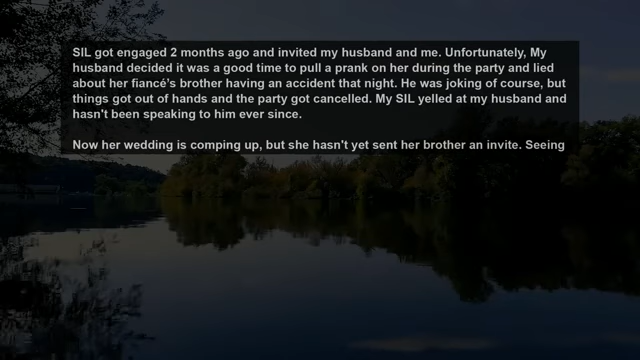 SIL got engaged 2 months ago and invited my husband and me. Unfortunately, My
husband decided it was a good time to pull a prank on her during the party and lied
about her fiancé's brother having an accident that night. He was joking of course, but
things got out of hands and the party got cancelled. My SIL yelled at my husband and
hasn't been speaking to him ever since.
Now her wedding is comping up, but she hasn't yet sent her brother an invite. Seeing